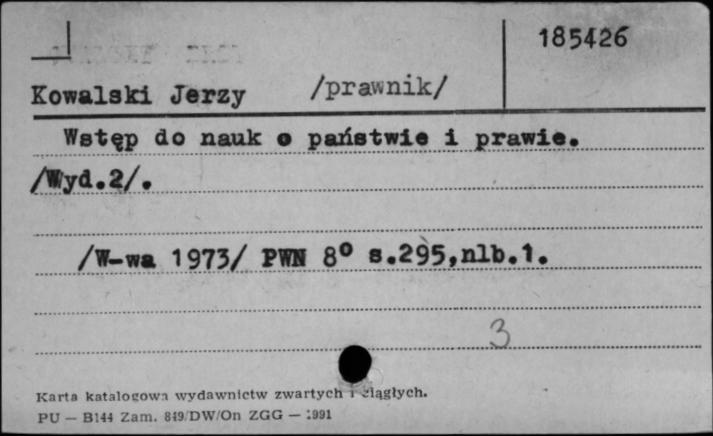 185426
Kowalski Jerzy /prawnik/
Wstęp do nauk o państwie i prawie.
/Wyd.2/.
/W-wa 1973/ PWN 8° s.295,nlb.1.
3
Karta katalogowa wydawnictw zwartych i ciągłych.
PU — B144 Zam. 849/DW/On ZGG — 1991